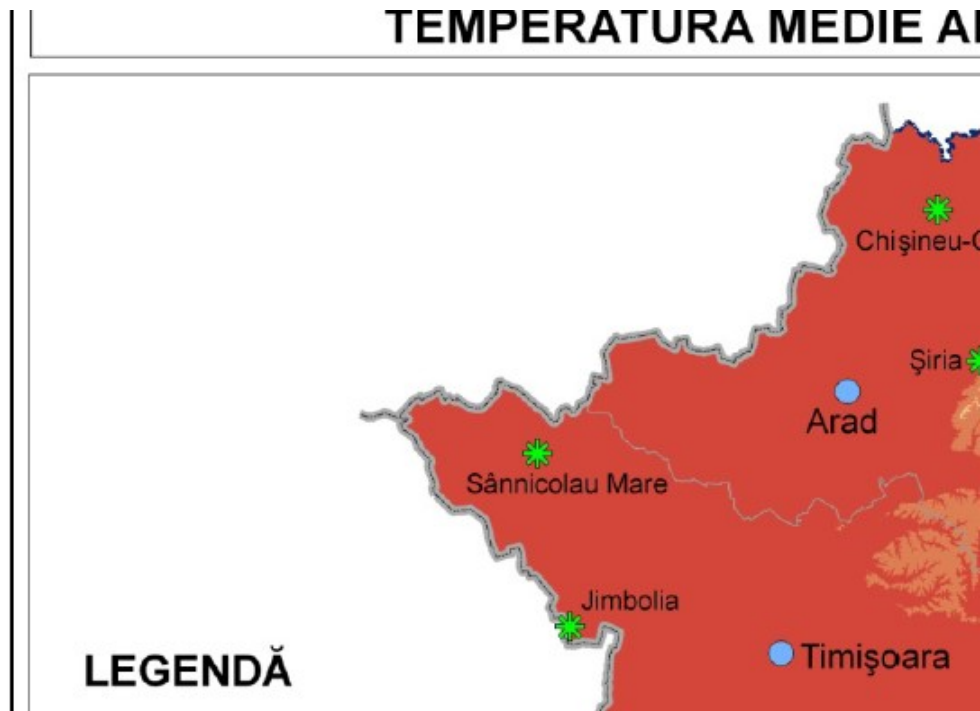 TEMPERATURA MEDIE
Chişineu-
Şiria
Arad
Sânnicolau Mare
Jimbolia
Timişoara
LEGENDĂ